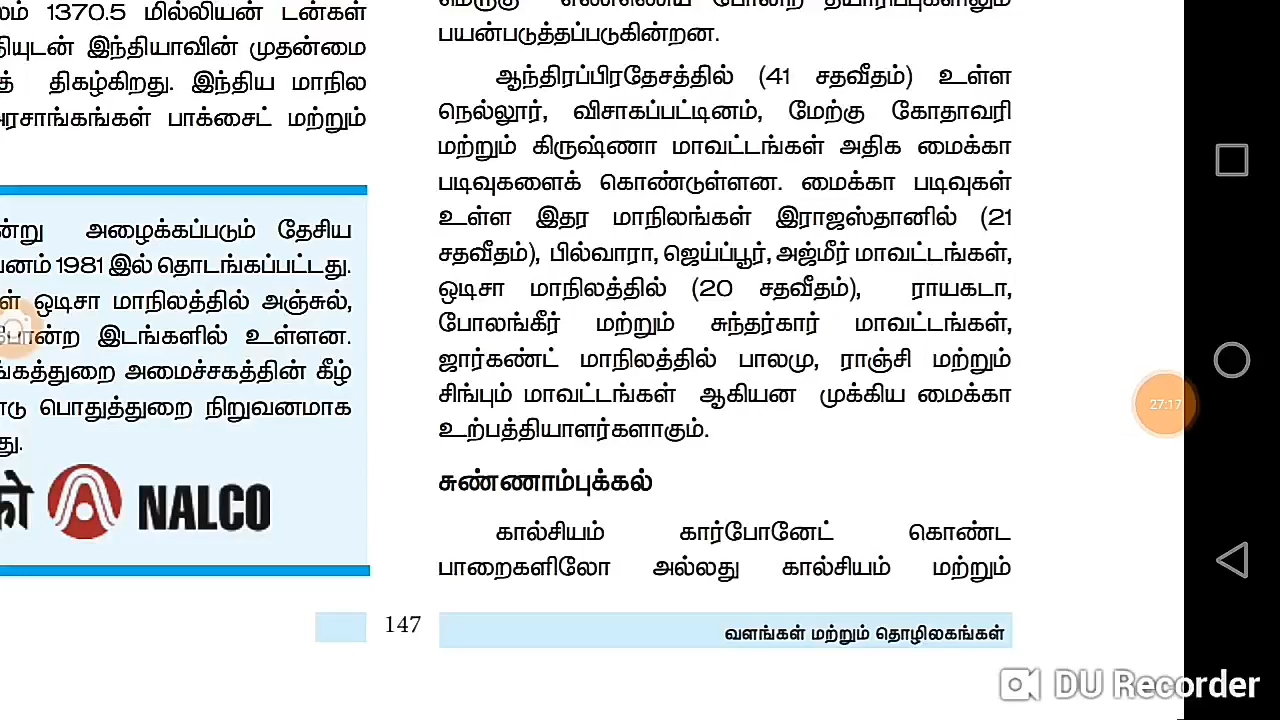 லம் 1370.5 மில்லியன் டன்கள்
தியுடன் இந்தியாவின் முதன்மை
த் திகழ்கிறது. இந்திய மாநில
அரசாங்கங்கள் பாக்சைட் மற்றும்
ன்று அழைக்கப்படும் தேசிய
வனம் 1981 இல் தொடங்கப்பட்டது.
ள் ஒடிசா மாநிலத்தில் அஞ்சுல்,
போன்ற இடங்களில் உள்ளன.
ங்கத்துறை அமைச்சகத்தின் கீழ்
டு பொதுத்துறை நிறுவனமாக
து.
को NALCO
பயன்படுத்தப்படுகின்றன.
ஆந்திரப்பிரதேசத்தில் (41 சதவீதம்) உள்ள
நெல்லூர், விசாகப்பட்டினம், மேற்கு கோதாவரி
மற்றும் கிருஷ்ணா மாவட்டங்கள் அதிக மைக்கா
படிவுகளைக் கொண்டுள்ளன. மைக்கா படிவுகள்
உள்ள இதர மாநிலங்கள் இராஜஸ்தானில் (21
சதவீதம்), பில்வாரா, ஜெய்ப்பூர், அஜ்மீர் மாவட்டங்கள்,
ஒடிசா மாநிலத்தில் (20 சதவீதம்), ராயகடா,
போலங்கீர் மற்றும் சுந்தர்கார் மாவட்டங்கள்,
ஜார்கண்ட் மாநிலத்தில் பாலமு, ராஞ்சி மற்றும்
சிங்பும் மாவட்டங்கள் ஆகியன முக்கிய மைக்கா
உற்பத்தியாளர்களாகும்.
சுண்ணாம்புக்கல்
கால்சியம் கார்போனேட் கொண்ட
பாறைகளிலோ அல்லது கால்சியம் மற்றும்
147
வளங்கள் மற்றும் தொழிலகங்கள்
27:17
DU Recorder